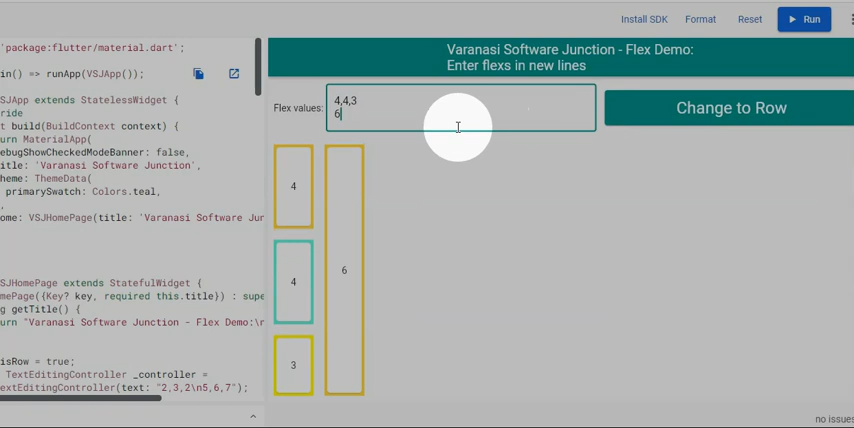 Install SDK Format Reset Run
'package:flutter/material.dart';
in() => runApp(VSJApp());
SJApp extends StatelessWidget {
ride
t build(BuildContext context) {
urn MaterialApp(
ebugShowCheckedModeBanner: false,
itle: 'Varanasi Software Junction',
heme: ThemeData(
primarySwatch: Colors.teal,
,
ome: VSJHomePage(title: 'Varanasi Software Jun
SJHomePage extends StatefulWidget {
mePage({Key? key, required this.title}) : supe
g getTitle() {
urn "Varanasi Software Junction - Flex Demo:\n
isRow = true;
TextEditingController _controller =
extEditingController(text: "2,3,2\n5,6,7");
Varanasi Software Junction - Flex Demo:
Enter flexs in new lines
Flex values:
4,4,3
6
Change to Row
4
4
3
6
no issues